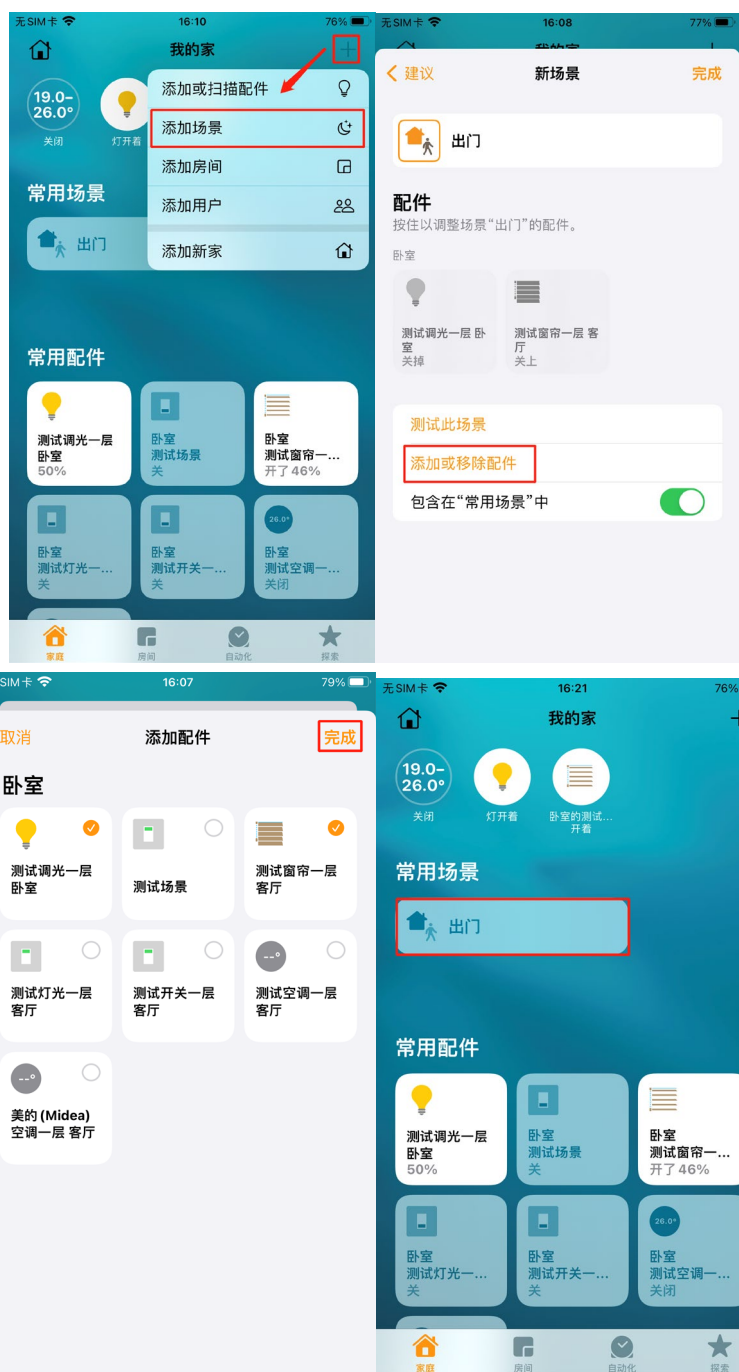 无SIM卡 16:10 76%
我的家
添加或扫描配件
添加场景
添加房间
添加用户
添加新家
19.0–
26.0°
关闭
灯开着
常用场景
出门
常用配件
测试调光一层
卧室
50%
卧室
测试场景
关
卧室
测试窗帘一...
开了46%
卧室
测试灯光一...
关
卧室
测试开关一...
关
26.0°
卧室
测试空调一...
关闭
家庭 房间 自动化 探索
无SIM卡 16:08 77%
建议 新场景 完成
出门
配件
按住以调整场景“出门”的配件。
卧室
测试调光一层 卧
室
关掉
测试窗帘一层 客
厅
关上
测试此场景
添加或移除配件
包含在“常用场景”中
SIM卡 16:07 79%
取消 添加配件 完成
卧室
测试调光一层
卧室
测试场景
测试窗帘一层
客厅
测试灯光一层
客厅
测试开关一层
客厅
--°
测试空调一层
客厅
--°
美的 (Midea)
空调一层 客厅
无SIM卡 16:21 76%
我的家
19.0–
26.0°
关闭
灯开着
卧室的测试...
开着
常用场景
出门
常用配件
测试调光一层
卧室
50%
卧室
测试场景
关
卧室
测试窗帘一...
开了46%
卧室
测试灯光一...
关
卧室
测试开关一...
关
26.0°
卧室
测试空调一...
关闭
家庭 房间 自动化 探索